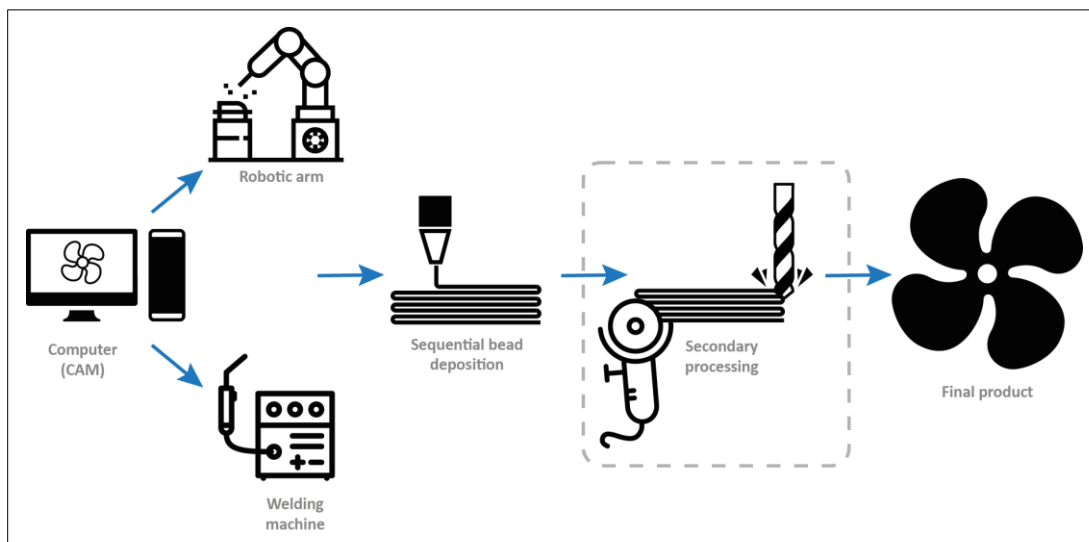 Robotic arm
Computer
(CAM)
Welding
machine
Sequential bead
deposition
Secondary
processing
Final product